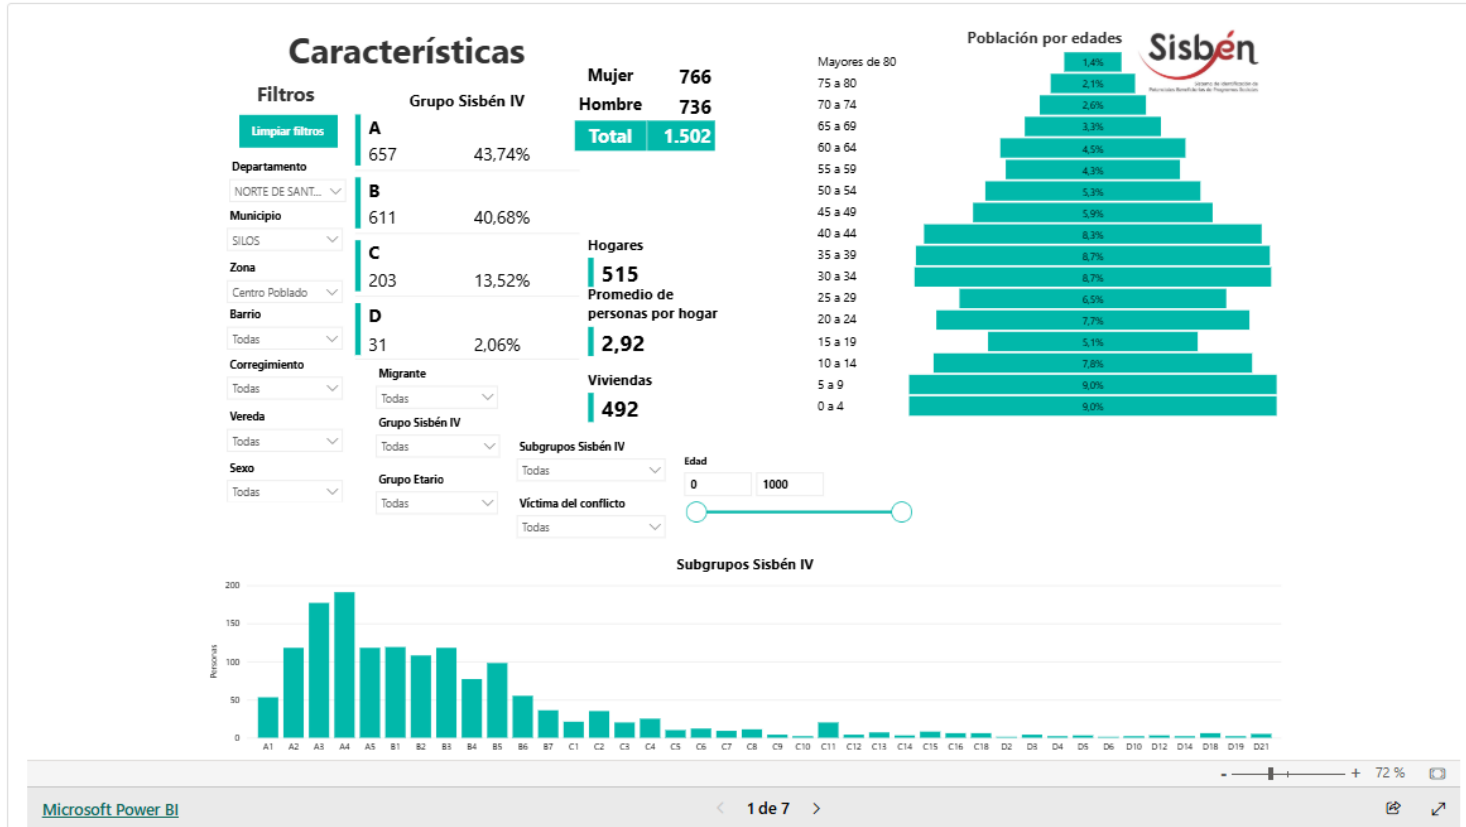 Características
Filtros
Limpiar filtros
Departamento
NORTE DE SANT...
Municipio
SILOS
Zona
Centro Poblado
Barrio
Todas
Corregimiento
Todas
Vereda
Todas
Sexo
Todas
Grupo Sisbén IV
A
657 43,74%
B
611 40,68%
C
203 13,52%
D
31 2,06%
Migrante
Todas
Grupo Sisbén IV
Todas
Grupo Etario
Todas
Mujer 766
Hombre 736
Total 1.502
Hogares
515
Promedio de
personas por hogar
2,92
Viviendas
492
Subgrupos Sisbén IV
Todas
Víctima del conflicto
Todas
Edad
0 1000
Población por edades
Sisbén
Sistema de Identificación de
Potenciales Beneficiarios de Programas Sociales
Mayores de 80 1,4%
75 a 80 2,1%
70 a 74 2,6%
65 a 69 3,3%
60 a 64 4,5%
55 a 59 4,3%
50 a 54 5,3%
45 a 49 5,9%
40 a 44 8,3%
35 a 39 8,7%
30 a 34 8,7%
25 a 29 6,5%
20 a 24 7,7%
15 a 19 5,1%
10 a 14 7,8%
5 a 9 9,0%
0 a 4 9,0%
Subgrupos Sisbén IV
Personas
200
150
100
50
0
A1 A2 A3 A4 A5 B1 B2 B3 B4 B5 B6 B7 C1 C2 C3 C4 C5 C6 C7 C8 C9 C10 C11 C12 C13 C14 C15 C16 C18 D2 D3 D4 D5 D6 D10 D12 D14 D18 D19 D21
- + 72 %
Microsoft Power BI
1 de 7